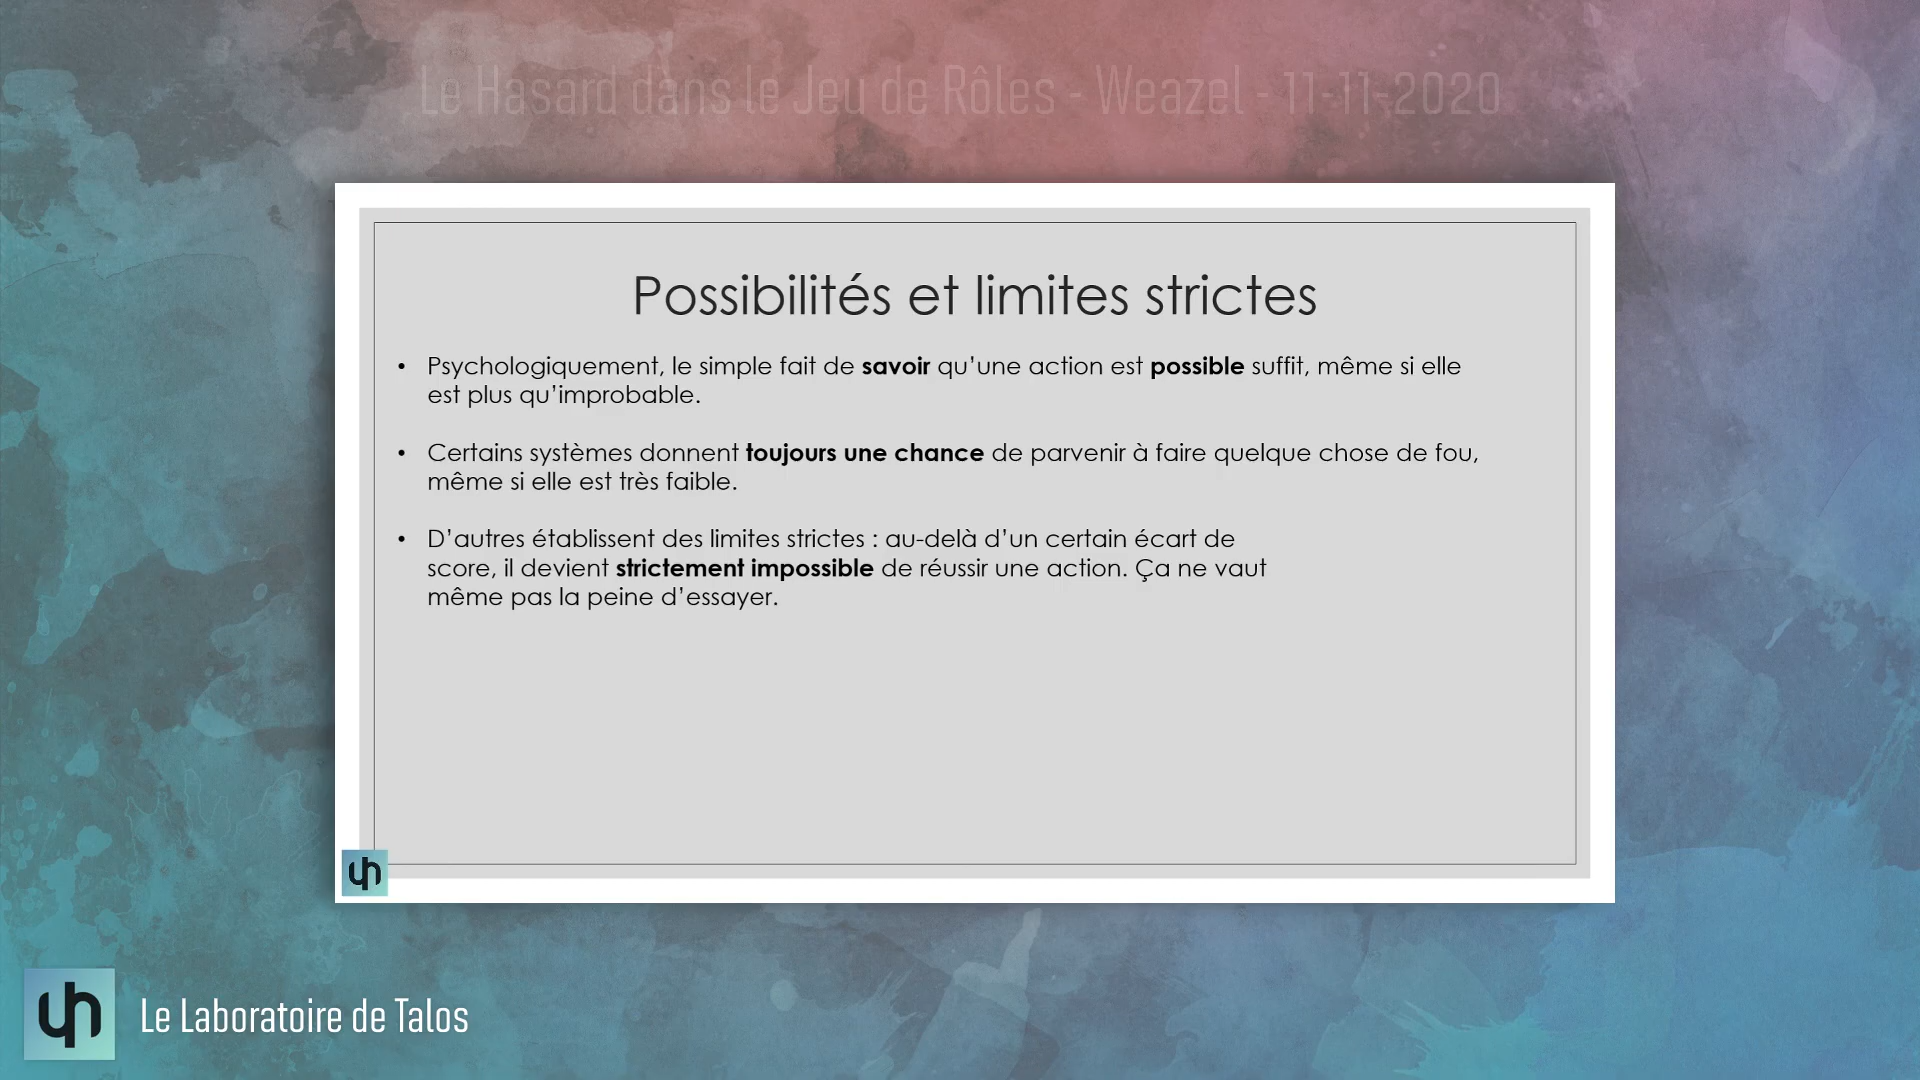 Le Hasard dans le Jeu de Rôles - Weazel - 11-11-2020
Possibilités et limites strictes
• Psychologiquement, le simple fait de savoir qu’une action est possible suffit, même si elle
est plus qu’improbable.
• Certains systèmes donnent toujours une chance de parvenir à faire quelque chose de fou,
même si elle est très faible.
• D’autres établissent des limites strictes : au-delà d’un certain écart de
score, il devient strictement impossible de réussir une action. Ça ne vaut
même pas la peine d’essayer.
Le Laboratoire de Talos